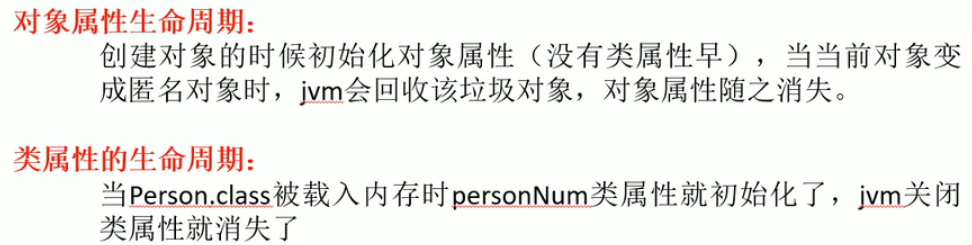 对象属性生命周期：
创建对象的时候初始化对象属性（没有类属性早），当当前对象变
成匿名对象时，jvm会回收该垃圾对象，对象属性随之消失。
类属性的生命周期：
当Person.class被载入内存时personNum类属性就初始化了，jvm关闭
类属性就消失了